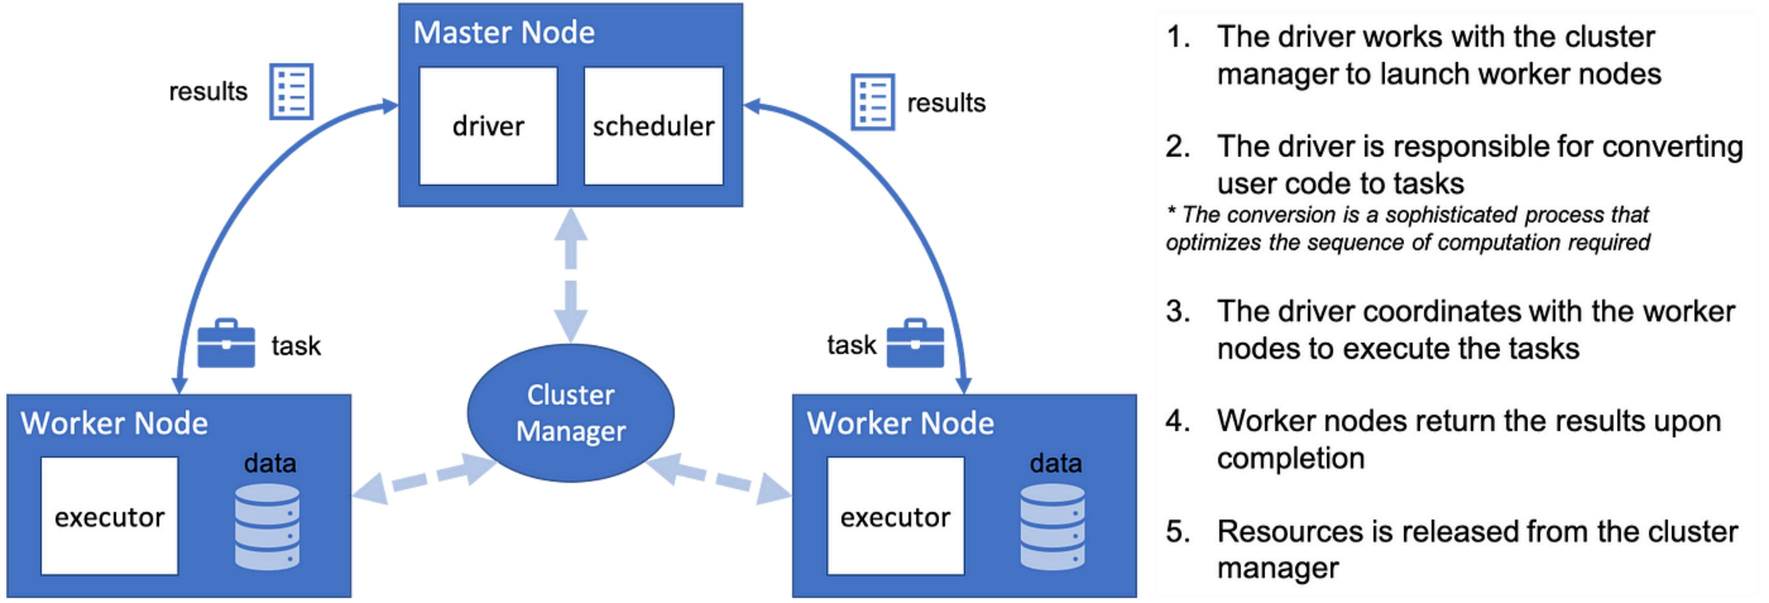 Master Node
driver
scheduler
results
results
task
task
Cluster
Manager
Worker Node
data
executor
Worker Node
data
executor
1. The driver works with the cluster
manager to launch worker nodes
2. The driver is responsible for converting
user code to tasks
* The conversion is a sophisticated process that
optimizes the sequence of computation required
3. The driver coordinates with the worker
nodes to execute the tasks
4. Worker nodes return the results upon
completion
5. Resources is released from the cluster
manager